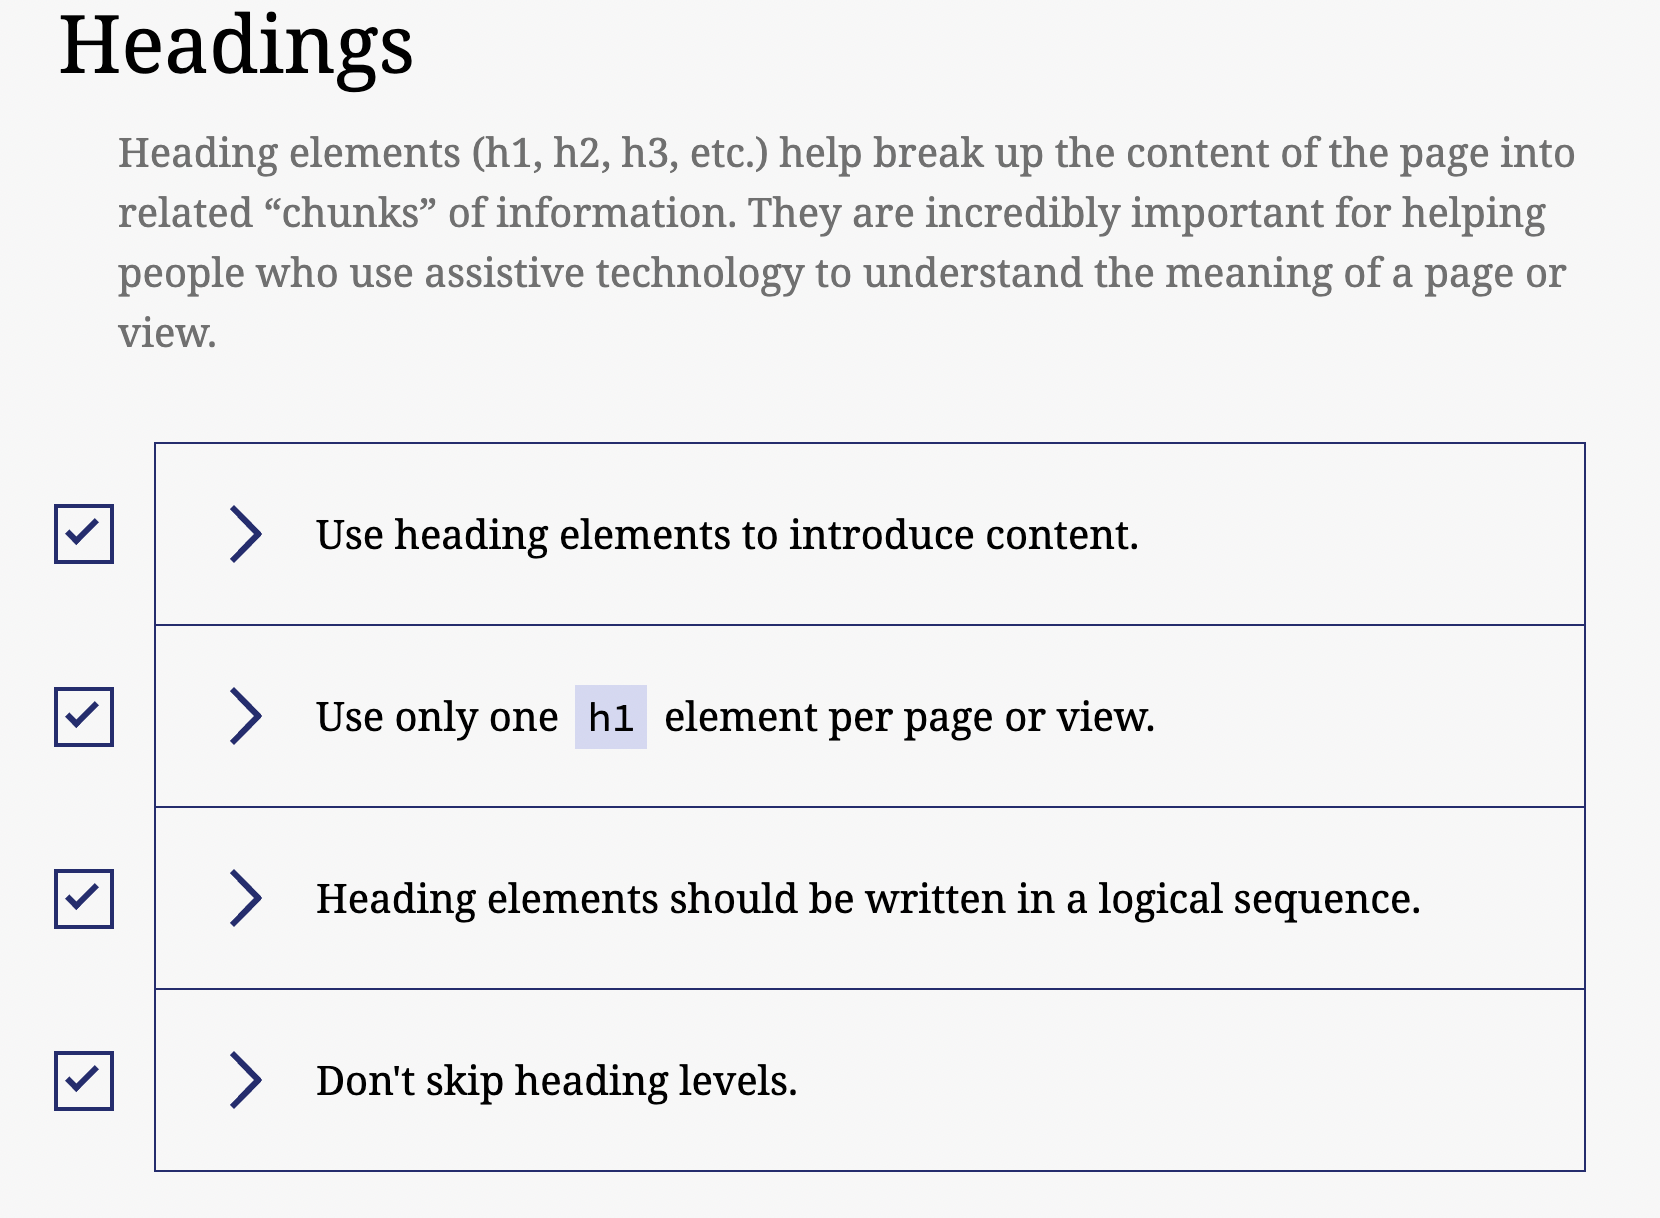 Headings
Heading elements (h1, h2, h3, etc.) help break up the content of the page into
related “chunks” of information. They are incredibly important for helping
people who use assistive technology to understand the meaning of a page or
view.
Use heading elements to introduce content.
Use only one h1 element per page or view.
Heading elements should be written in a logical sequence.
Don't skip heading levels.